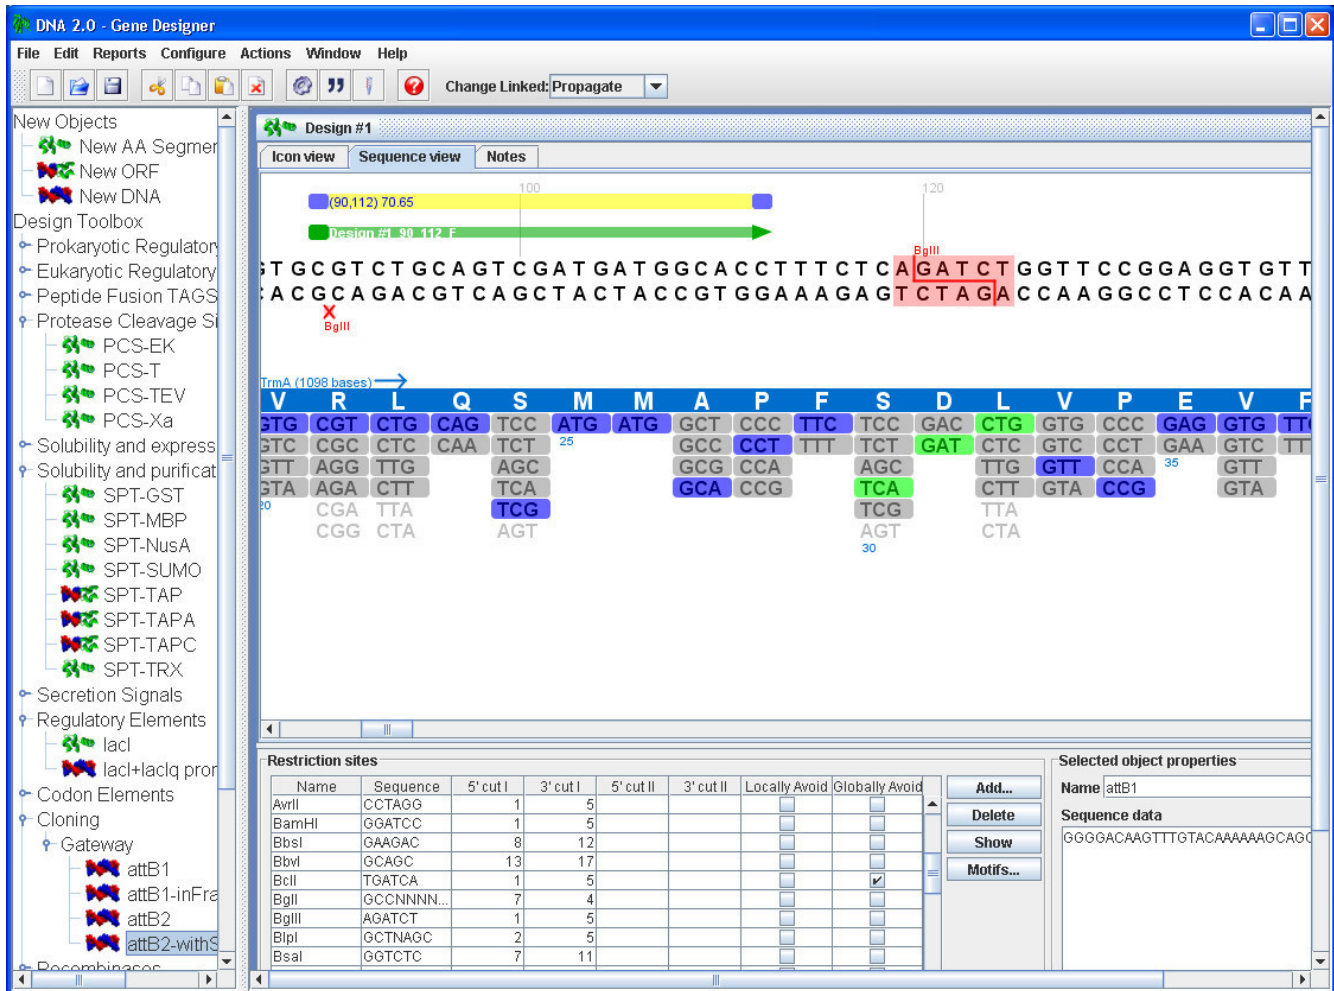 DNA 2.0 - Gene Designer
File Edit Reports Configure Actions Window Help
Change Linked: Propagate
New Objects
New AA Segmer
New ORF
New DNA
Design Toolbox
Prokaryotic Regulatory
Eukaryotic Regulatory
Peptide Fusion TAGS
Protease Cleavage Si
PCS-EK
PCS-T
PCS-TEV
PCS-Xa
Solubility and express
Solubility and purificat
SPT-GST
SPT-MBP
SPT-NusA
SPT-SUMO
SPT-TAP
SPT-TAPA
SPT-TAPC
SPT-TRX
Secretion Signals
Regulatory Elements
lacI
lacI+lacIq pror
Codon Elements
Cloning
Gateway
attB1
attB1-inFra
attB2
attB2-withS
Recombinases
Design #1
Icon view Sequence view Notes
100 120
(90,112) 70.65
Design #1_90_112_F
BglII
GTGCGTCTGCAGTCGATGATGGCACCTTTCTCAGATCTGGTTCCGGAGGTGTT
CACGCAGACGTCAGCTACTACCGTGGAAAGAGTCTAGACCAAGGCCTCCACAA
BglII
TrmA (1098 bases)
V R L Q S M M A P F S D L V P E V F
GTG CGT CTG CAG TCC ATG ATG GCT CCC TTC TCC GAC CTG GTG CCC GAG GTG TTC
GTC CGC CTC CAA TCT 25 GCC CCT TTT TCT GAT CTC GTC CCT GAA GTC TTT
GTT AGG TTG AGC GCG CCA AGC TTG GTT CCA 35 GTT
GTA AGA CTT TCA GCA CCG TCA CTT GTA CCG GTA
20 CGA TTA TCG TCG TTA
CGG CTA AGT AGT CTA
30
Restriction sites
Name Sequence 5' cut I 3' cut I 5' cut II 3' cut II Locally Avoid Globally Avoid
AvrII CCTAGG 1 5
BamHI GGATCC 1 5
BbsI GAAGAC 8 12
BbvI GCAGC 13 17
BclI TGATCA 1 5
BglI GCCNNNN... 7 4
BglII AGATCT 1 5
BlpI GCTNAGC 2 5
BsaI GGTCTC 7 11
Add...
Delete
Show
Motifs...
Selected object properties
Name attB1
Sequence data
GGGGACAAGTTTGTACAAAAAAGCAGC